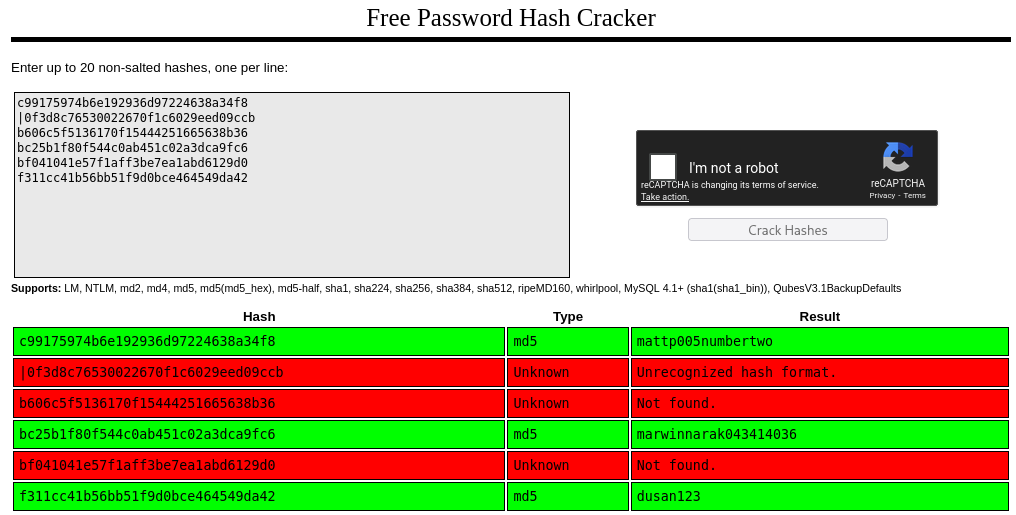 Free Password Hash Cracker
Enter up to 20 non-salted hashes, one per line:
c99175974b6e192936d97224638a34f8
|0f3d8c76530022670f1c6029eed09ccb
b606c5f5136170f15444251665638b36
bc25b1f80f544c0ab451c02a3dca9fc6
bf041041e57f1aff3be7ea1abd6129d0
f311cc41b56bb51f9d0bce464549da42
I'm not a robot
reCAPTCHA is changing its terms of service.
Take action.
reCAPTCHA
Privacy - Terms
Crack Hashes
Supports: LM, NTLM, md2, md4, md5, md5(md5_hex), md5-half, sha1, sha224, sha256, sha384, sha512, ripeMD160, whirlpool, MySQL 4.1+ (sha1(sha1_bin)), QubesV3.1BackupDefaults
Hash Type Result
c99175974b6e192936d97224638a34f8 md5 mattp005numbertwo
|0f3d8c76530022670f1c6029eed09ccb Unknown Unrecognized hash format.
b606c5f5136170f15444251665638b36 Unknown Not found.
bc25b1f80f544c0ab451c02a3dca9fc6 md5 marwinnarak043414036
bf041041e57f1aff3be7ea1abd6129d0 Unknown Not found.
f311cc41b56bb51f9d0bce464549da42 md5 dusan123